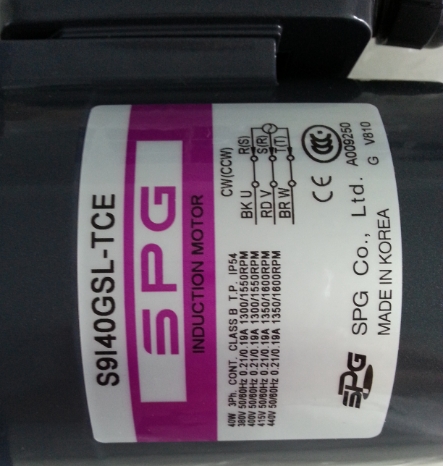 S9I40GSL-TCE
SPG
INDUCTION MOTOR
40W 3Ph. CONT. CLASS B T.P. IP54
380V 50/60Hz 0.21/0.19A 1300/1550RPM
400V 50/60Hz 0.21/0.19A 1300/1550RPM
415V 50/60Hz 0.21/0.19A 1350/1600RPM
440V 50/60Hz 0.21/0.19A 1350/1600RPM
CW(CCW)
BK U R(S)
RD V S(R)
BR W T(T)
CE CCC A009250
SPG SPG Co., Ltd. G V810
MADE IN KOREA